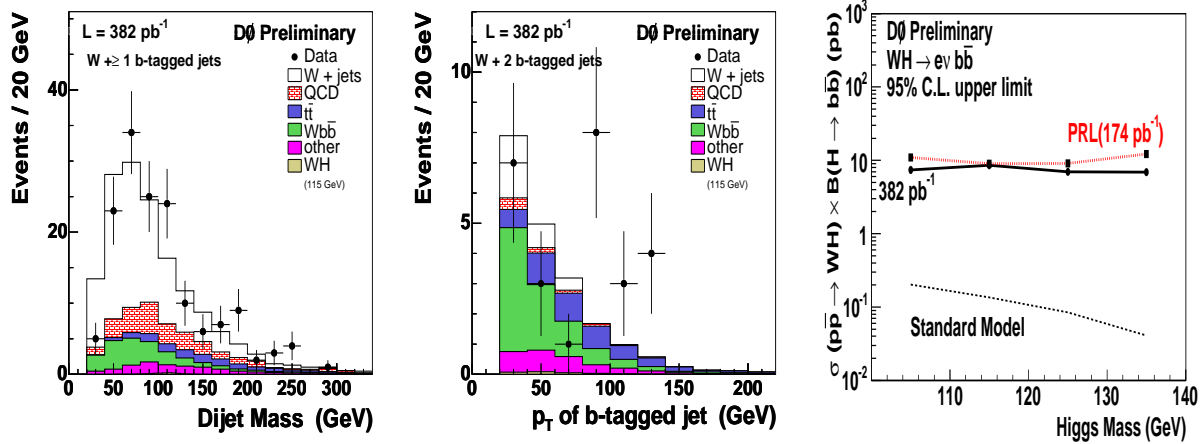 L = 382 pb⁻¹ DØ Preliminary
W +≥ 1 b-tagged jets
Data
W + jets
QCD
tt̄
Wbb̄
other
WH
(115 GeV)
Events / 20 GeV
40
20
0
0 50 100 150 200 250 300
Dijet Mass (GeV)
L = 382 pb⁻¹ DØ Preliminary
W + 2 b-tagged jets
Data
W + jets
QCD
tt̄
Wbb̄
other
WH
(115 GeV)
Events / 20 GeV
10
5
0
0 50 100 150 200
p_T of b-tagged jet (GeV)
DØ Preliminary
WH → eν bb̄
95% C.L. upper limit
PRL(174 pb⁻¹)
382 pb⁻¹
Standard Model
σ (pp̄ → WH) × B(H → bb̄) (pb)
10³
10²
10
1
10⁻¹
10⁻²
110 120 130 140
Higgs Mass (GeV)